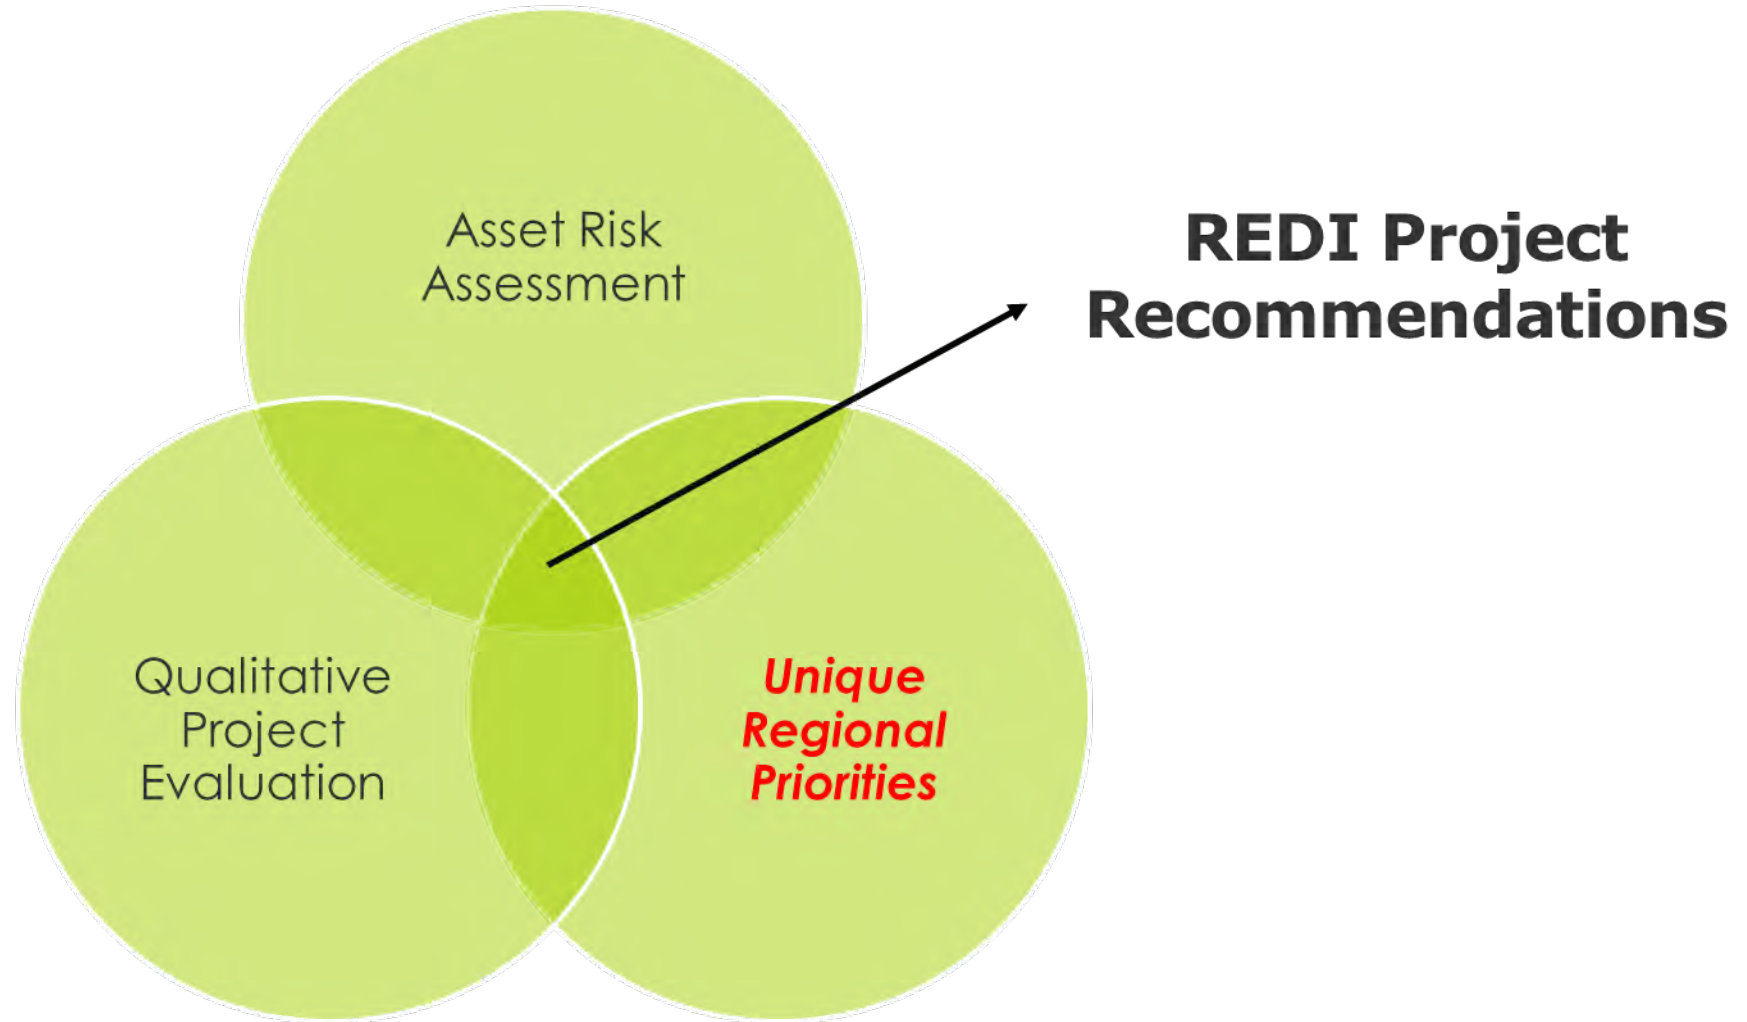 Asset Risk
Assessment
REDI Project
Recommendations
Qualitative
Project
Evaluation
Unique
Regional
Priorities